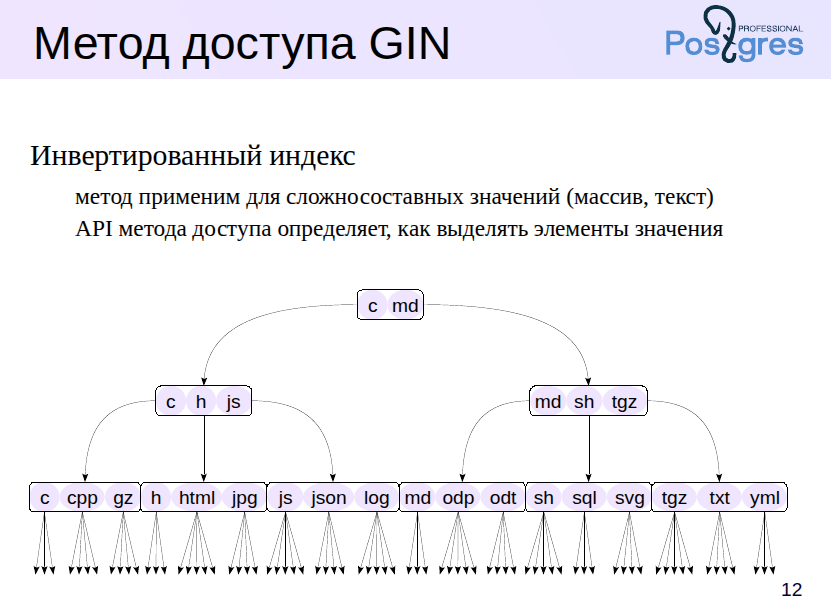 Метод доступа GIN
PROFESSIONAL
Postgres
Инвертированный индекс
метод применим для сложносоставных значений (массив, текст)
API метода доступа определяет, как выделять элементы значения
c md
c h js
md sh tgz
c cpp gz h html jpg js json log md odp odt sh sql svg tgz txt yml
12